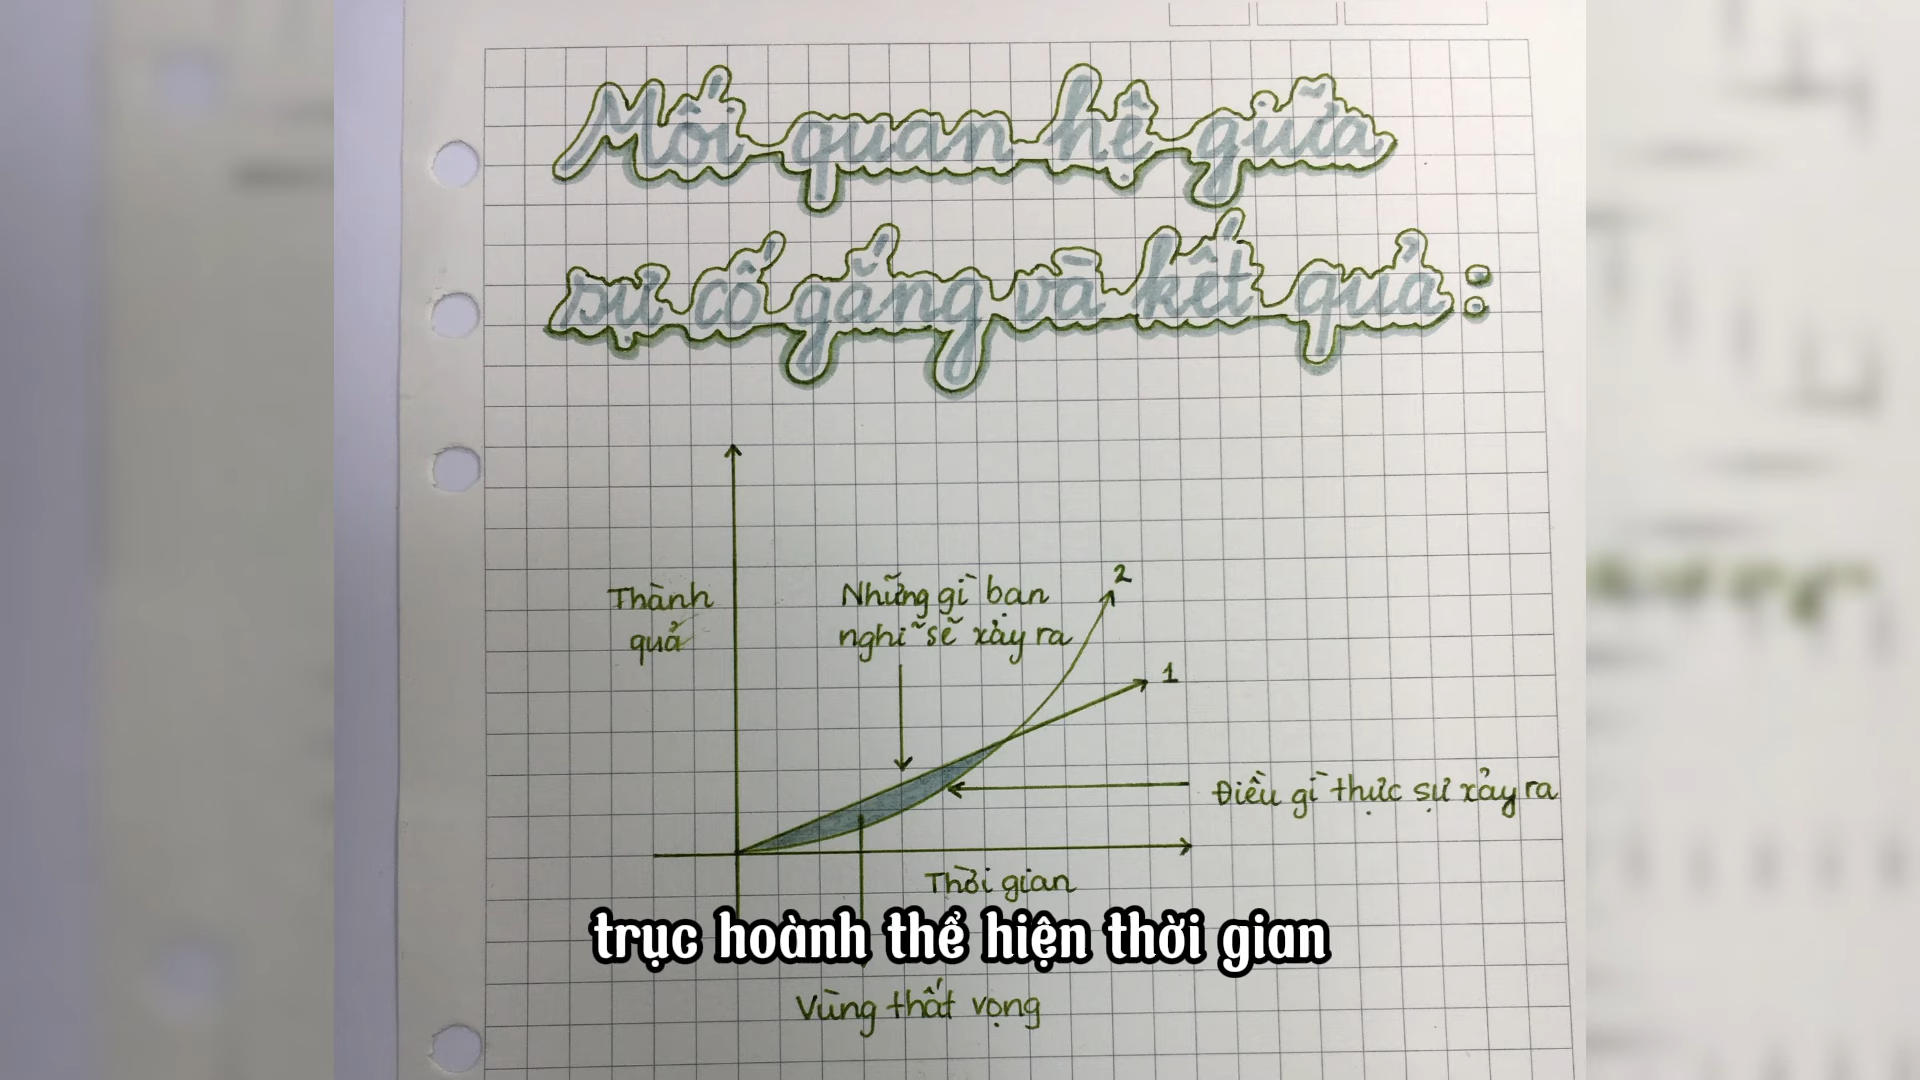 Mối quan hệ giữa
sự cố gắng và kết quả:
Thành
quả
Những gì bạn
nghĩ sẽ xảy ra
2
1
Điều gì thực sự xảy ra
Thời gian
trục hoành thể hiện thời gian
Vùng thất vọng